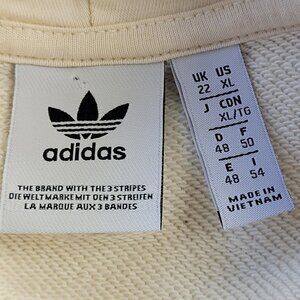 adidas
THE BRAND WITH THE 3 STRIPES
DIE WELTMARKE MIT DEN 3 STREIFEN
LA MARQUE AUX 3 BANDES
UK US
22 XL
J CDN
XL/TG
D F
48 50
E I
48 54
MADE IN
VIETNAM